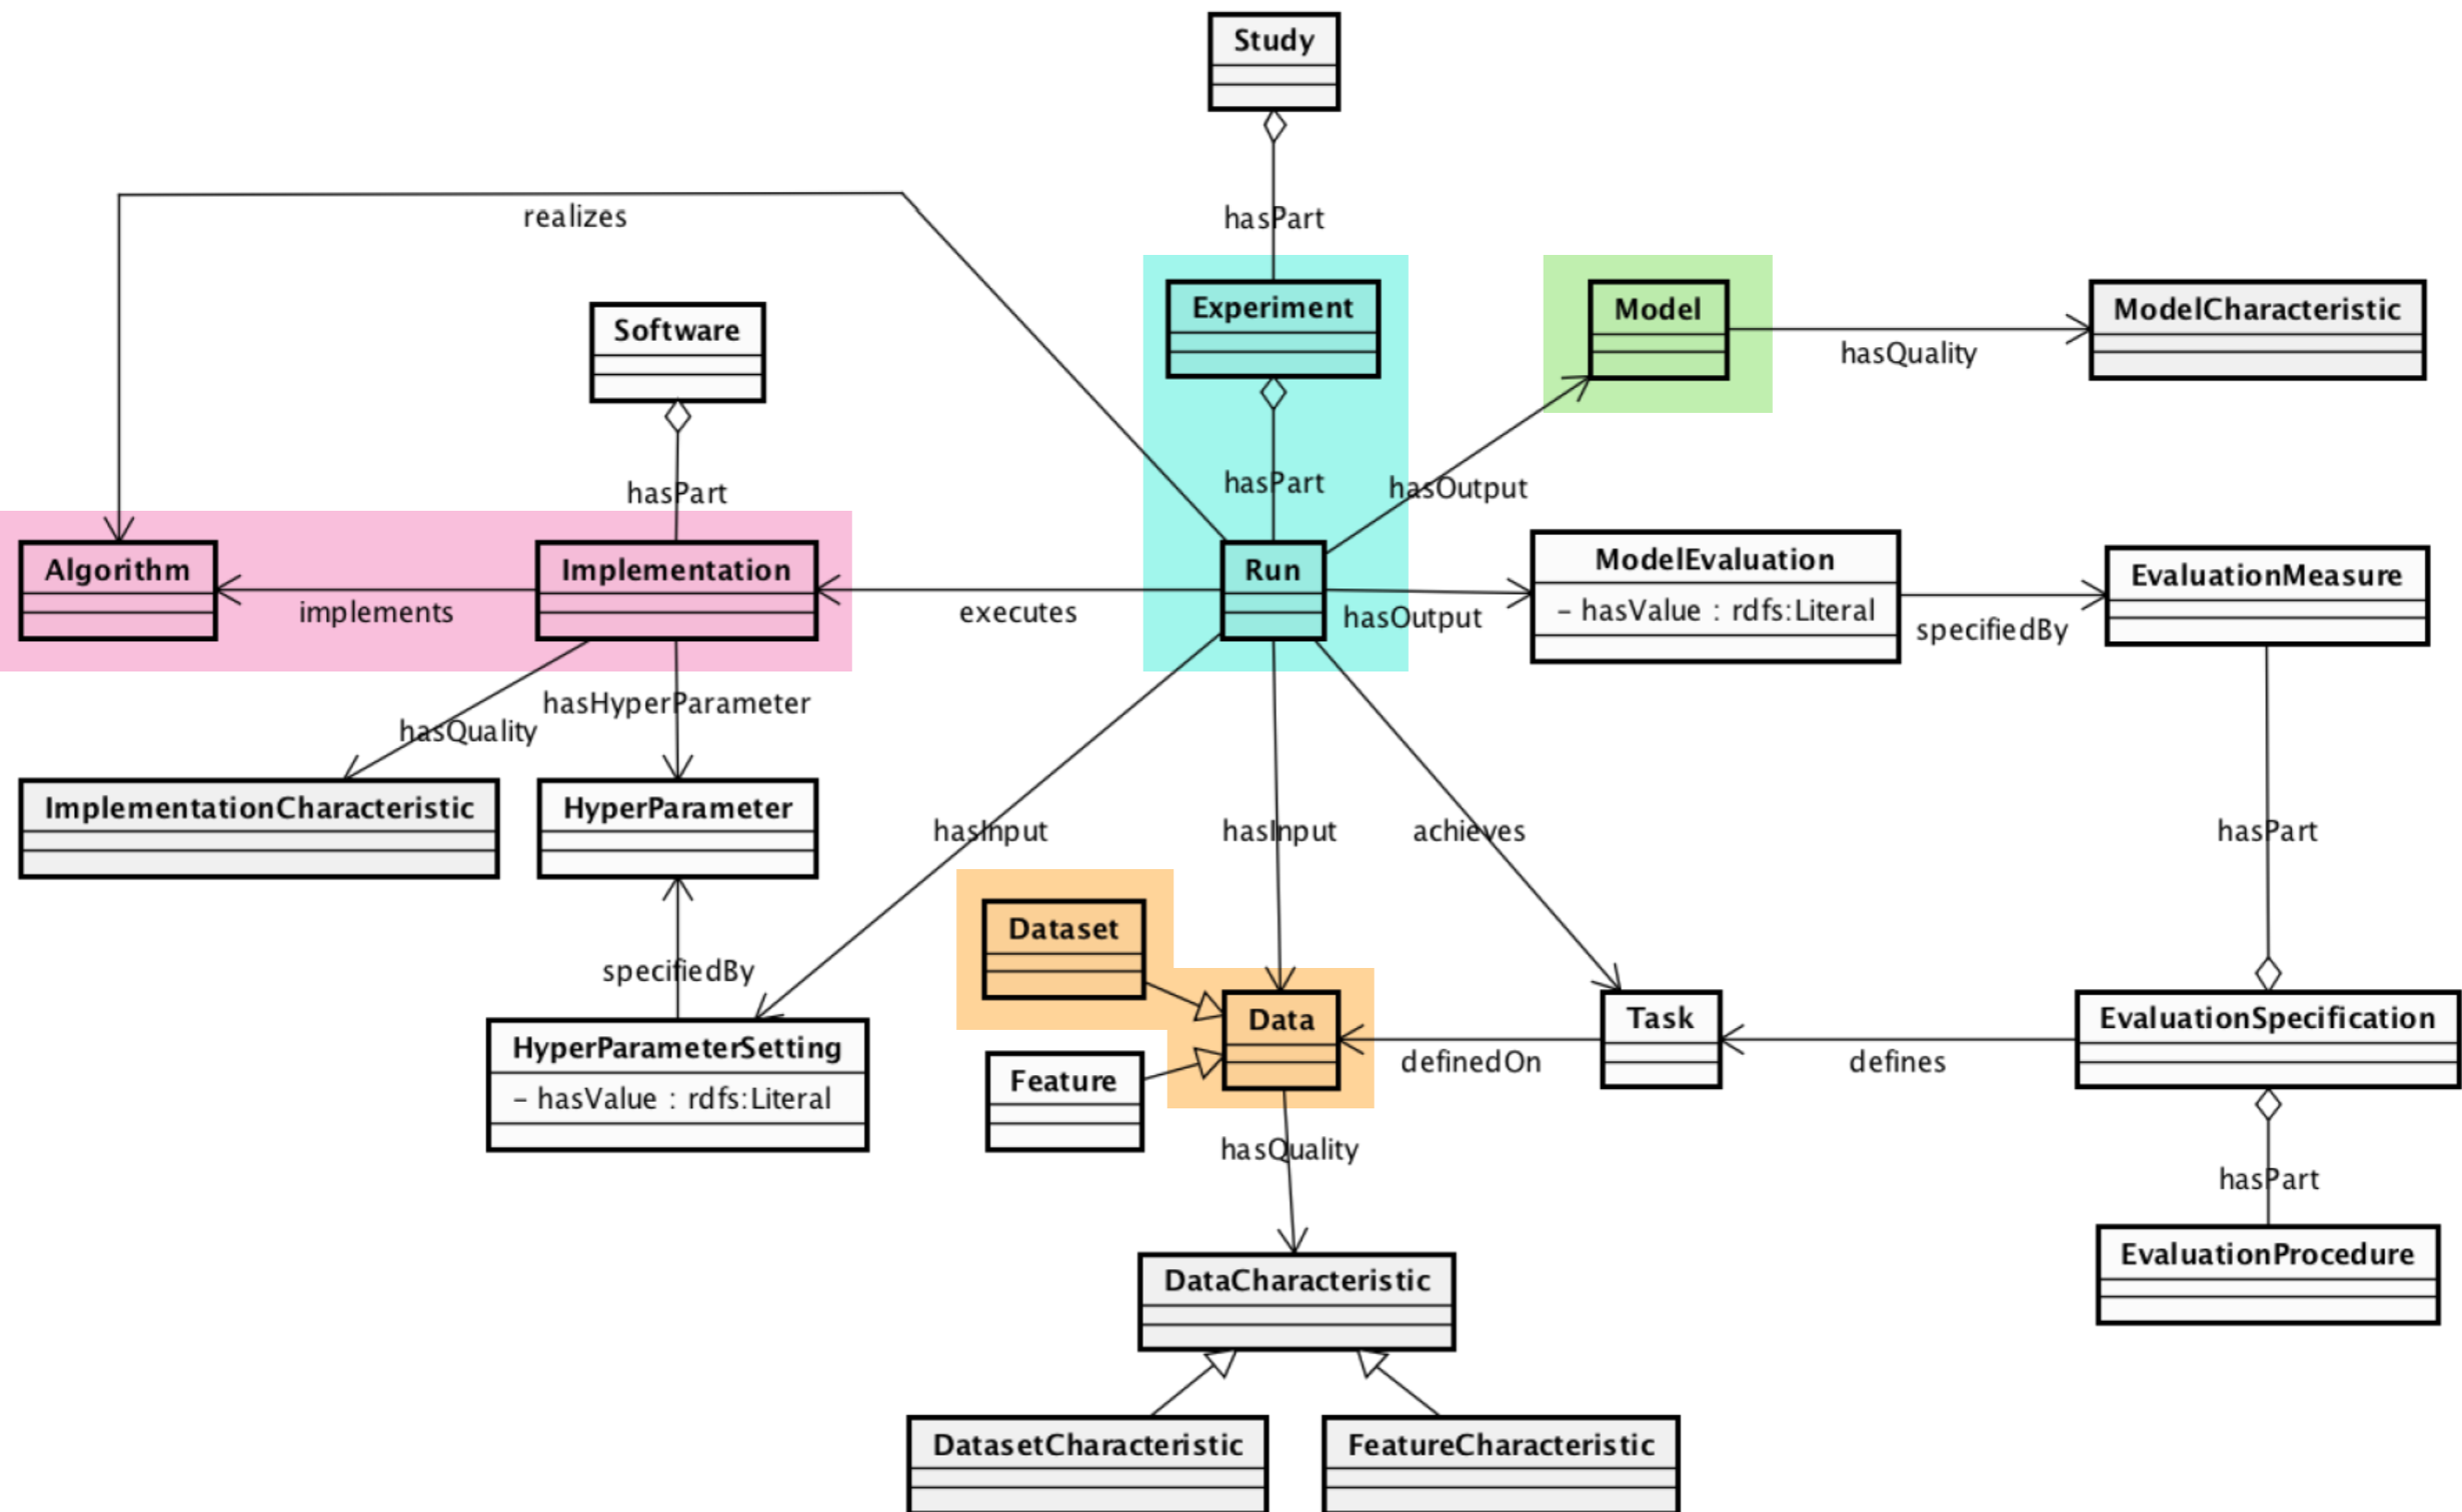 Study
hasPart
realizes
Experiment
Model
ModelCharacteristic
hasQuality
Software
hasPart
hasPart
hasOutput
Algorithm
Implementation
Run
ModelEvaluation
- hasValue : rdfs:Literal
EvaluationMeasure
implements
executes
hasOutput
specifiedBy
hasQuality
hasHyperParameter
ImplementationCharacteristic
HyperParameter
hasInput
hasInput
achieves
hasPart
Dataset
specifiedBy
HyperParameterSetting
- hasValue : rdfs:Literal
Feature
Data
definedOn
Task
defines
EvaluationSpecification
hasQuality
hasPart
EvaluationProcedure
DataCharacteristic
DatasetCharacteristic
FeatureCharacteristic